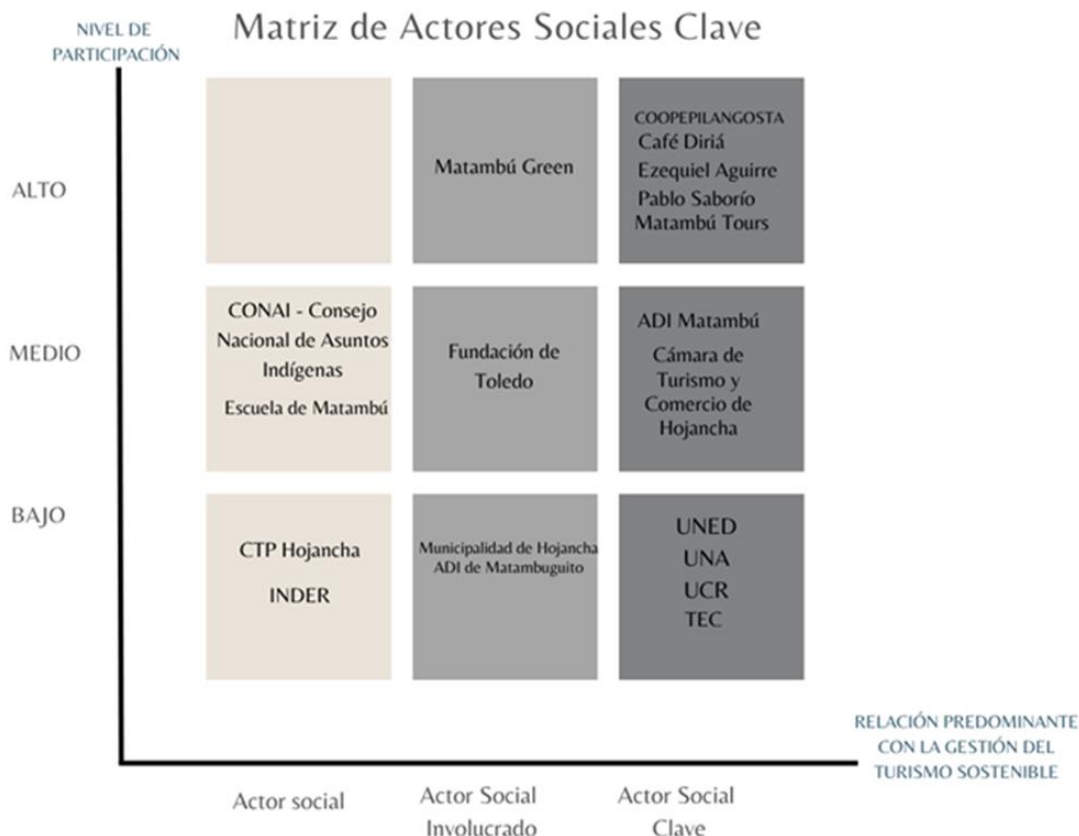 NIVEL DE
PARTICIPACIÓN
Matriz de Actores Sociales Clave
ALTO
Matambú Green
COOPEPILANGOSTA
Café Diriá
Ezequiel Aguirre
Pablo Saborío
Matambú Tours
MEDIO
CONAI - Consejo
Nacional de Asuntos
Indígenas
Escuela de Matambú
Fundación de
Toledo
ADI Matambú
Cámara de
Turismo y
Comercio de
Hojancha
BAJO
CTP Hojancha
INDER
Municipalidad de Hojancha
ADI de Matambuguito
UNED
UNA
UCR
TEC
RELACIÓN PREDOMINANTE
CON LA GESTIÓN DEL
TURISMO SOSTENIBLE
Actor social
Actor Social
Involucrado
Actor Social
Clave